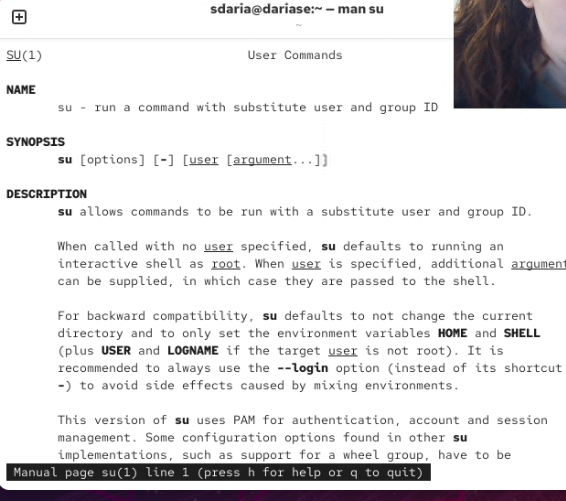 sdaria@dariase:~ — man su
~
SU(1) User Commands
NAME
su - run a command with substitute user and group ID
SYNOPSIS
su [options] [-] [user [argument...]]
DESCRIPTION
su allows commands to be run with a substitute user and group ID.
When called with no user specified, su defaults to running an
interactive shell as root. When user is specified, additional argument
can be supplied, in which case they are passed to the shell.
For backward compatibility, su defaults to not change the current
directory and to only set the environment variables HOME and SHELL
(plus USER and LOGNAME if the target user is not root). It is
recommended to always use the --login option (instead of its shortcut
-) to avoid side effects caused by mixing environments.
This version of su uses PAM for authentication, account and session
management. Some configuration options found in other su
implementations, such as support for a wheel group, have to be
Manual page su(1) line 1 (press h for help or q to quit)